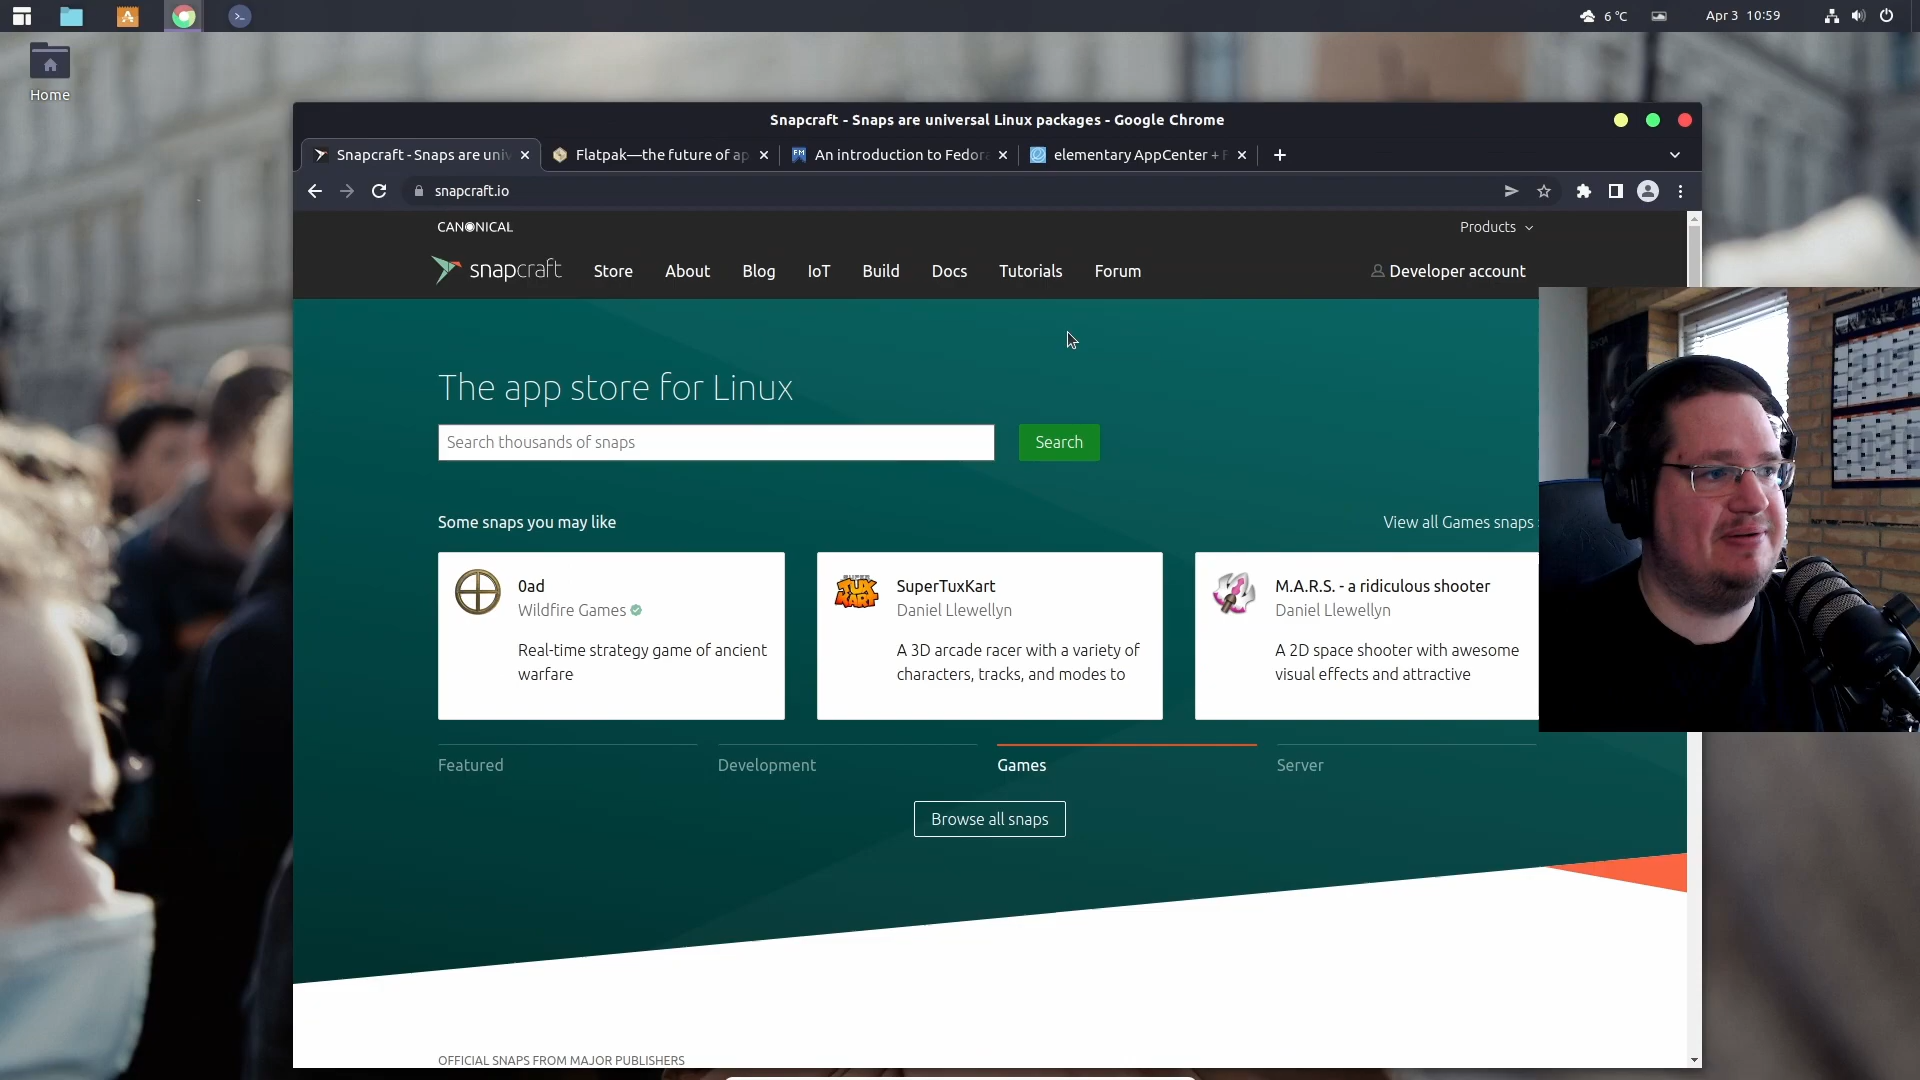 6 °C
Apr 3 10:59
Home
Snapcraft - Snaps are universal Linux packages - Google Chrome
Snapcraft - Snaps are univ
Flatpak—the future of ap
An introduction to Fedora
elementary AppCenter + F
snapcraft.io
CANONICAL
Products
snapcraft
Store
About
Blog
IoT
Build
Docs
Tutorials
Forum
Developer account
The app store for Linux
Search thousands of snaps
Search
Some snaps you may like
View all Games snaps
0ad
Wildfire Games
Real-time strategy game of ancient
warfare
SUPER
TUX
KART
SuperTuxKart
Daniel Llewellyn
A 3D arcade racer with a variety of
characters, tracks, and modes to
M.A.R.S. - a ridiculous shooter
Daniel Llewellyn
A 2D space shooter with awesome
visual effects and attractive
Featured
Development
Games
Server
Browse all snaps
OFFICIAL SNAPS FROM MAJOR PUBLISHERS